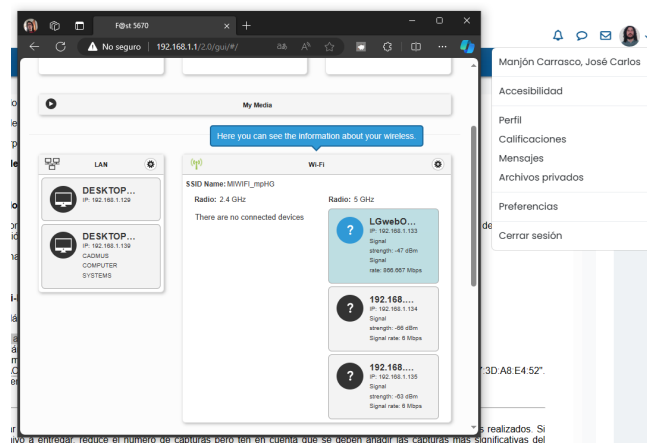 F@st 5670
No seguro
192.168.1.1/2.0/gui/#/
My Media
Here you can see the information about your wireless.
LAN
DESKTOP...
IP: 192.168.1.129
DESKTOP...
IP: 192.168.1.139
CADMUS
COMPUTER
SYSTEMS
Wi-Fi
SSID Name: MIWIFI_mpHG
Radio: 2.4 GHz
There are no connected devices
Radio: 5 GHz
LGwebO...
IP: 192.168.1.133
Signal
strength: -47 dBm
Signal
rate: 866.667 Mbps
192.168....
IP: 192.168.1.134
Signal
strength: -66 dBm
Signal rate: 6 Mbps
192.168....
IP: 192.168.1.135
Signal
strength: -63 dBm
Signal rate: 6 Mbps
Manjón Carrasco, José Carlos
Accesibilidad
Perfil
Calificaciones
Mensajes
Archivos privados
Preferencias
Cerrar sesión
:3D:A8:E4:52".
s realizados. Si
a entregar, reduce el número de capturas pero ten en cuenta que se deben añadir las capturas más significativas del